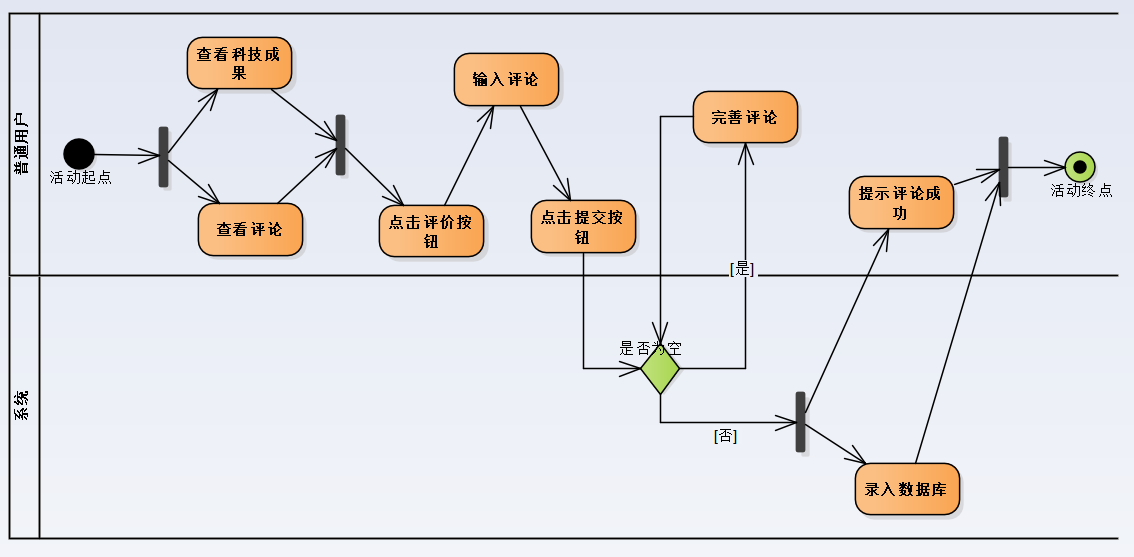 普通用户
活动起点
查看科技成
果
查看评论
点击评价按
钮
输入评论
点击提交按
钮
完善评论
提示评论成
功
活动终点
[是]
系统
是否为空
[否]
录入数据库